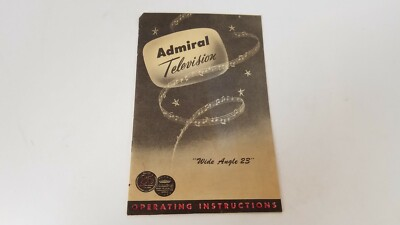 Admiral
Television
"Wide Angle 23"
OPERATING INSTRUCTIONS